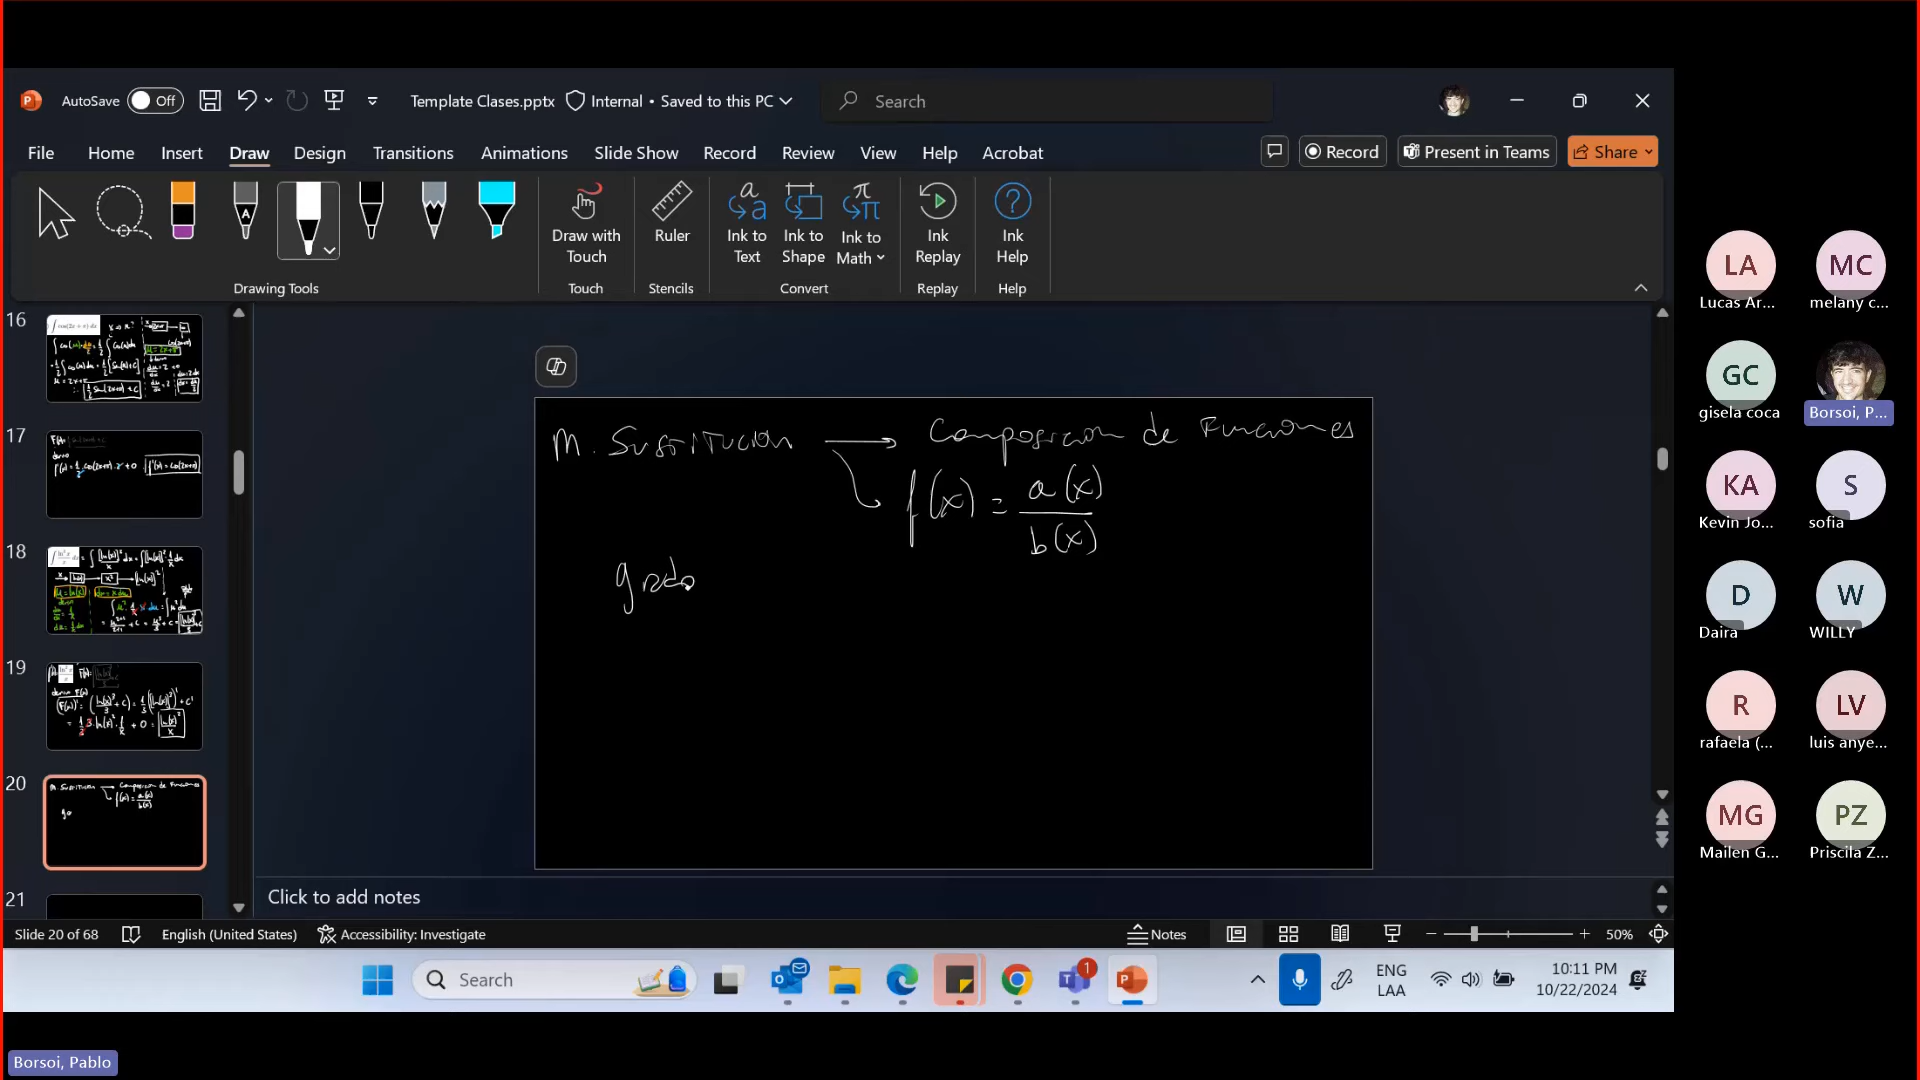 AutoSave Off Template Clases.pptx Internal • Saved to this PC Search
File Home Insert Draw Design Transitions Animations Slide Show Record Review View Help Acrobat Record Present in Teams Share
Draw with Touch
Ruler
Ink to Text
Ink to Shape
Ink to Math
Ink Replay
Ink Help
Drawing Tools Touch Stencils Convert Replay Help
16
17
18
19
20
21
M. Sustitucion → Composicion de Funciones
f(x) = a(x)
b(x)
grado
Click to add notes
Slide 20 of 68 English (United States) Accessibility: Investigate Notes 50%
Search 1 ENG LAA 10:11 PM 10/22/2024
LA MC
Lucas Ar... melany c...
GC
gisela coca Borsoi, P...
KA S
Kevin Jo... sofia
D W
Daira WILLY
R LV
rafaela (... luis anye...
MG PZ
Mailen G... Priscila Z...
Borsoi, Pablo